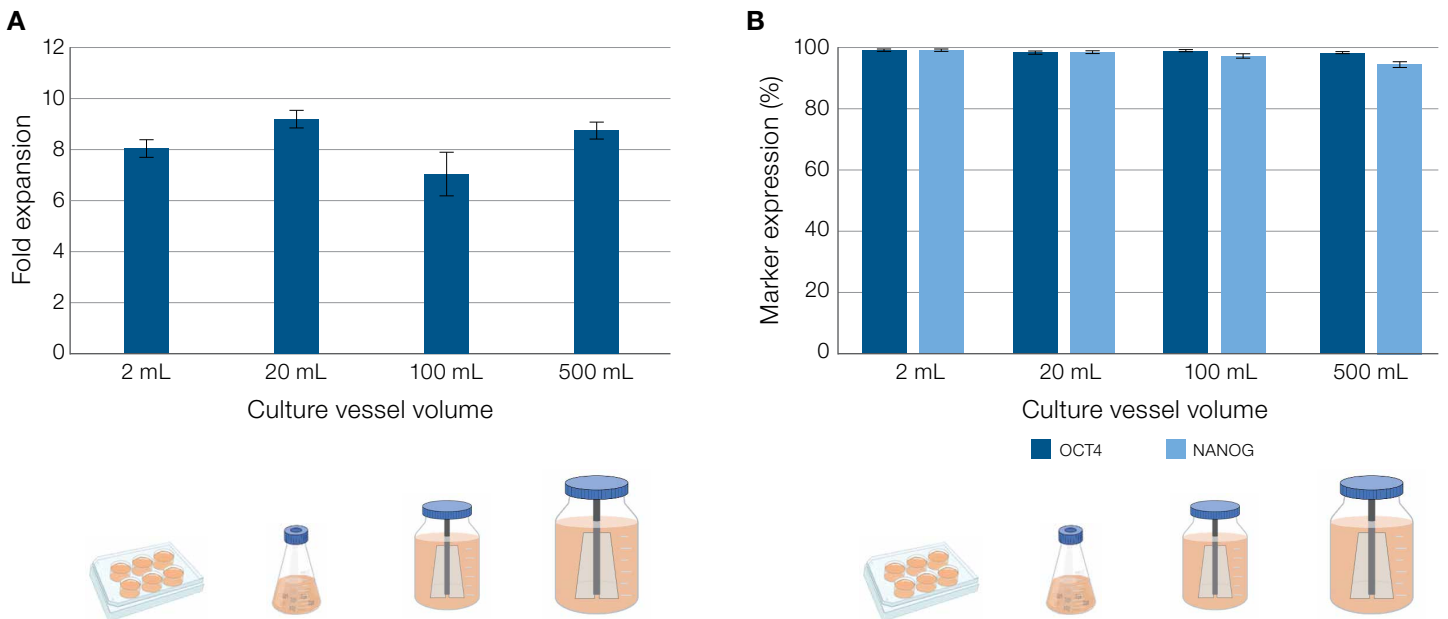 A
Fold expansion
12
10
8
6
4
2
0
2 mL 20 mL 100 mL 500 mL
Culture vessel volume
B
Marker expression (%)
100
80
60
40
20
0
2 mL 20 mL 100 mL 500 mL
Culture vessel volume
OCT4 NANOG